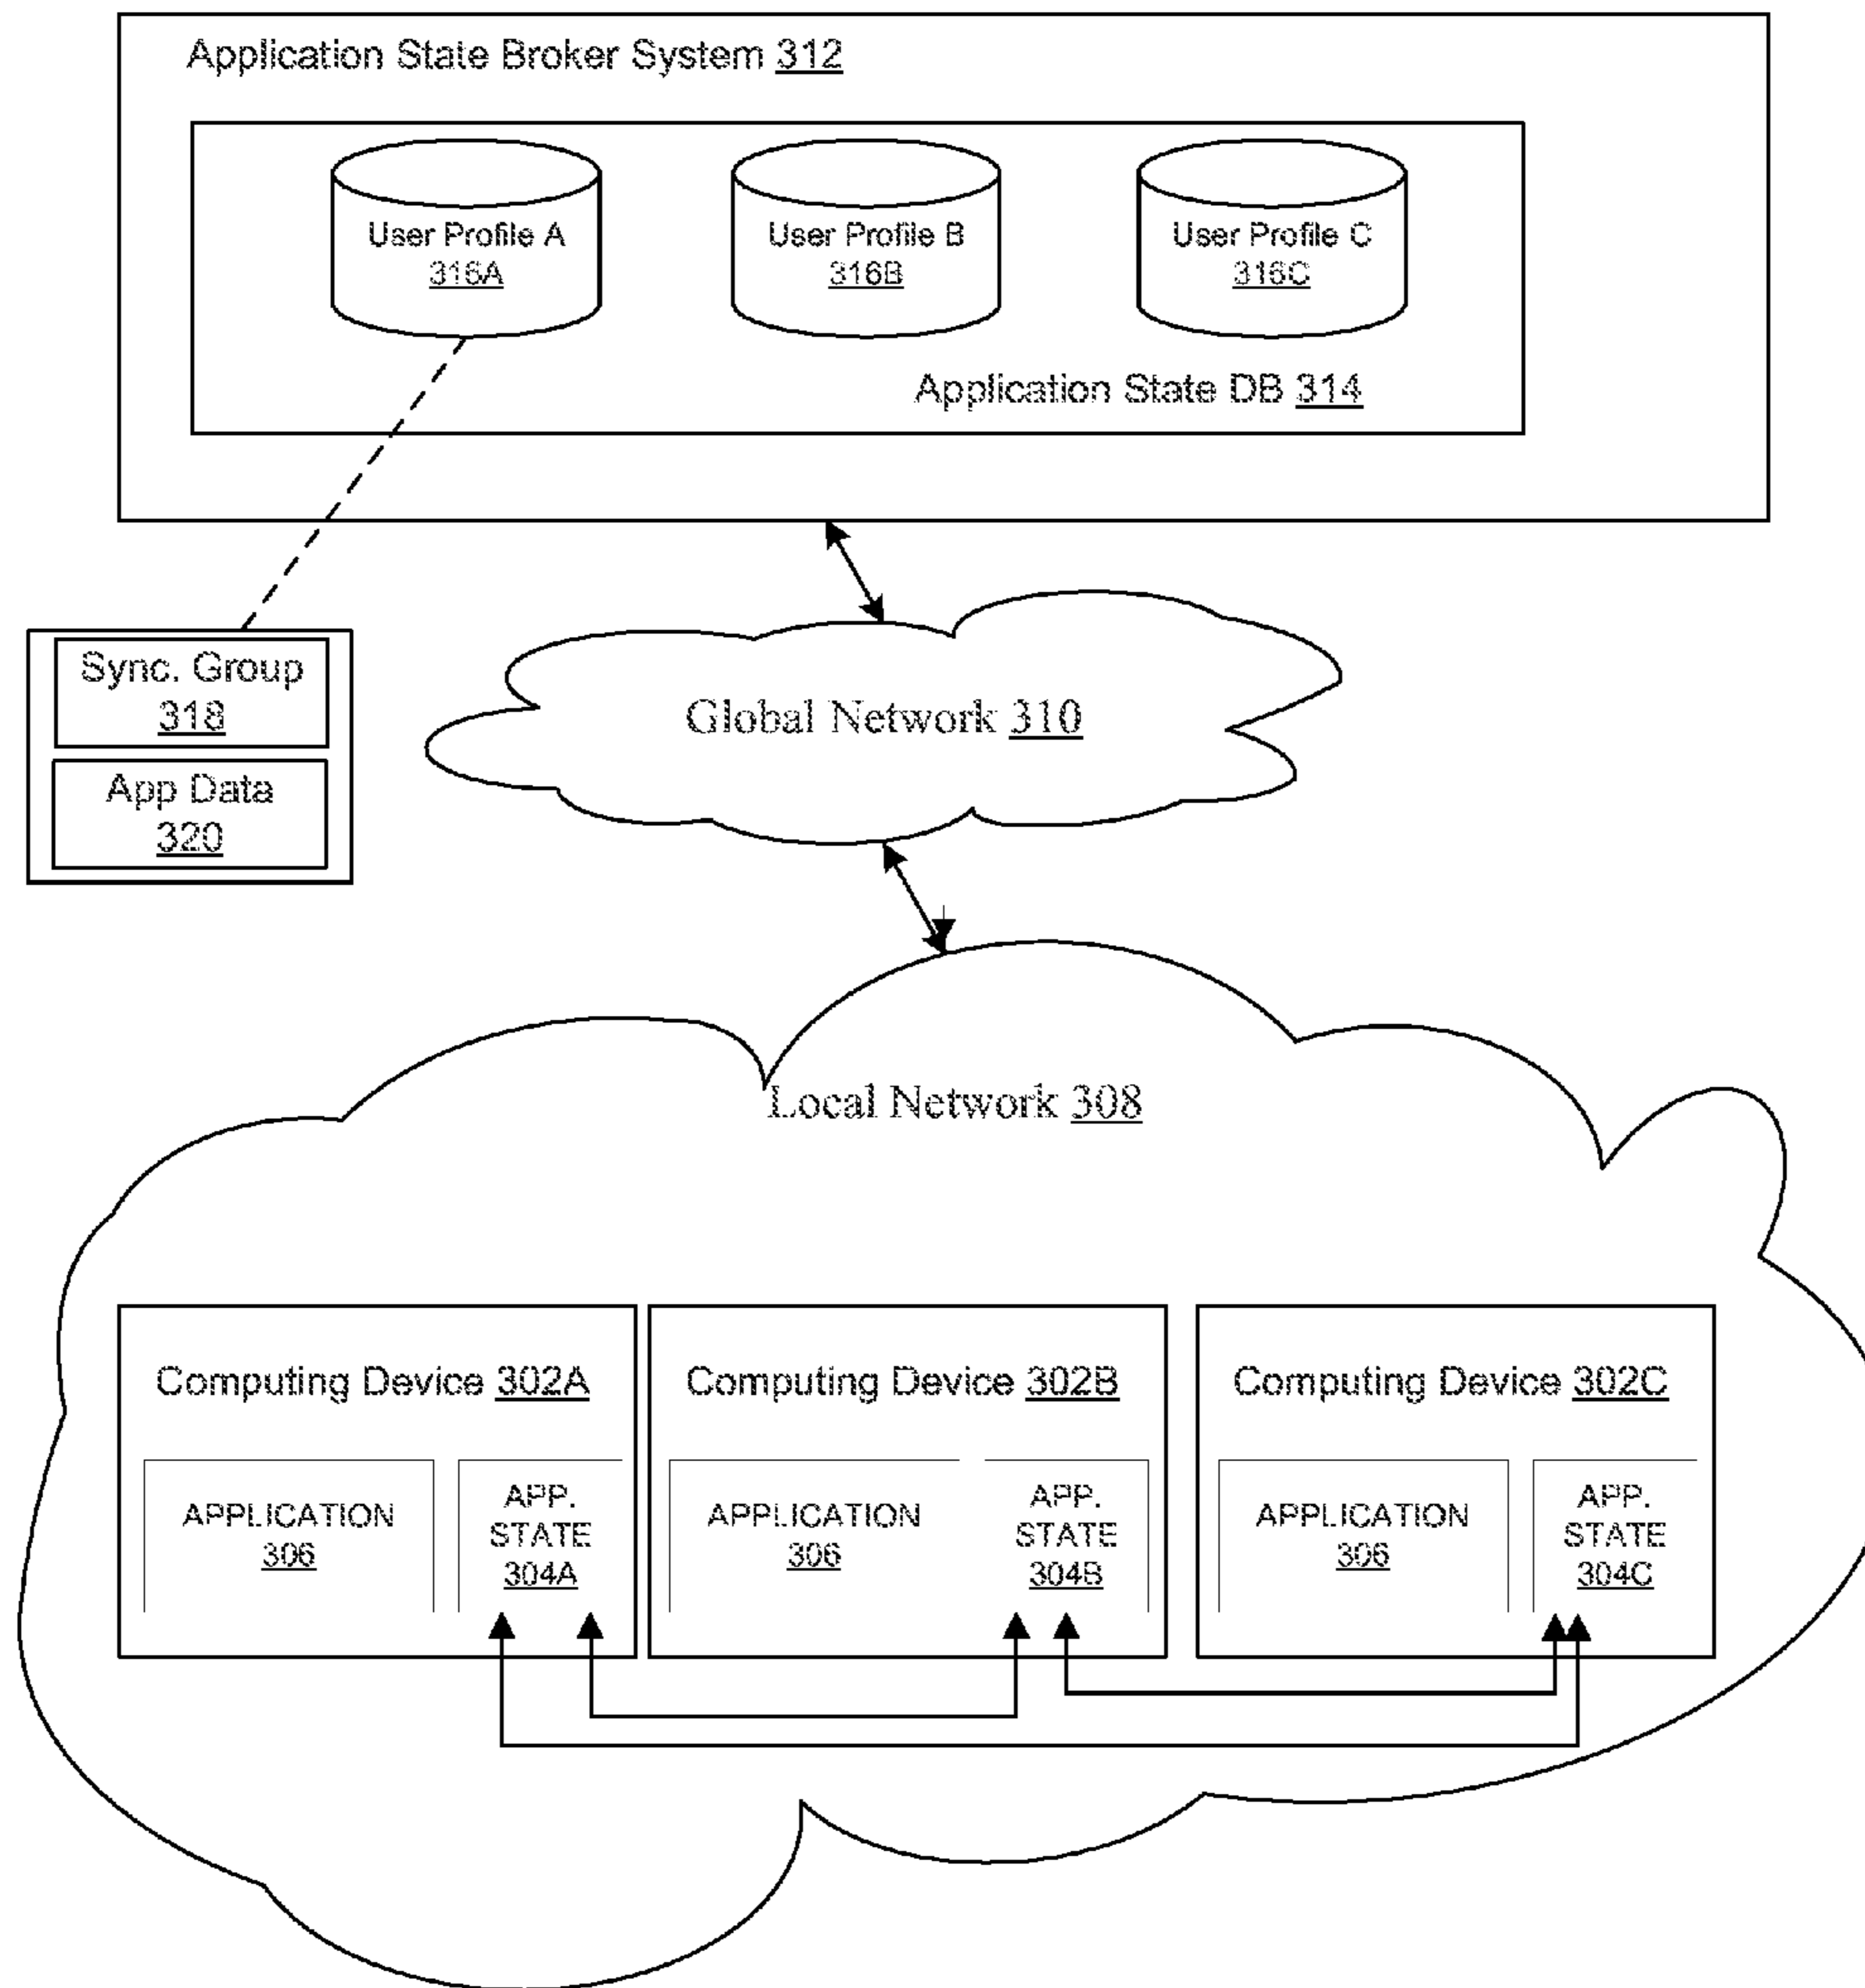 Application State Broker System 312
User Profile A
316A
User Profile B
316B
User Profile C
316C
Application State DB 314
Sync. Group
318
App Data
320
Global Network 310
Local Network 308
Computing Device 302A
APPLICATION
306
APP.
STATE
304A
Computing Device 302B
APPLICATION
306
APP.
STATE
304B
Computing Device 302C
APPLICATION
306
APP.
STATE
304C